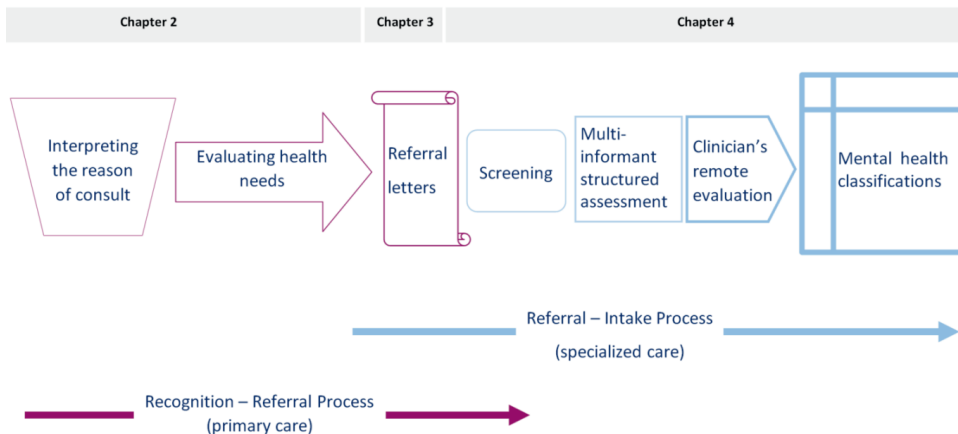 Chapter 2
Chapter 3
Chapter 4
Interpreting
the reason
of consult
Evaluating health
needs
Referral
letters
Screening
Multi-
informant
structured
assessment
Clinician's
remote
evaluation
Mental health
classifications
Referral – Intake Process
(specialized care)
Recognition – Referral Process
(primary care)